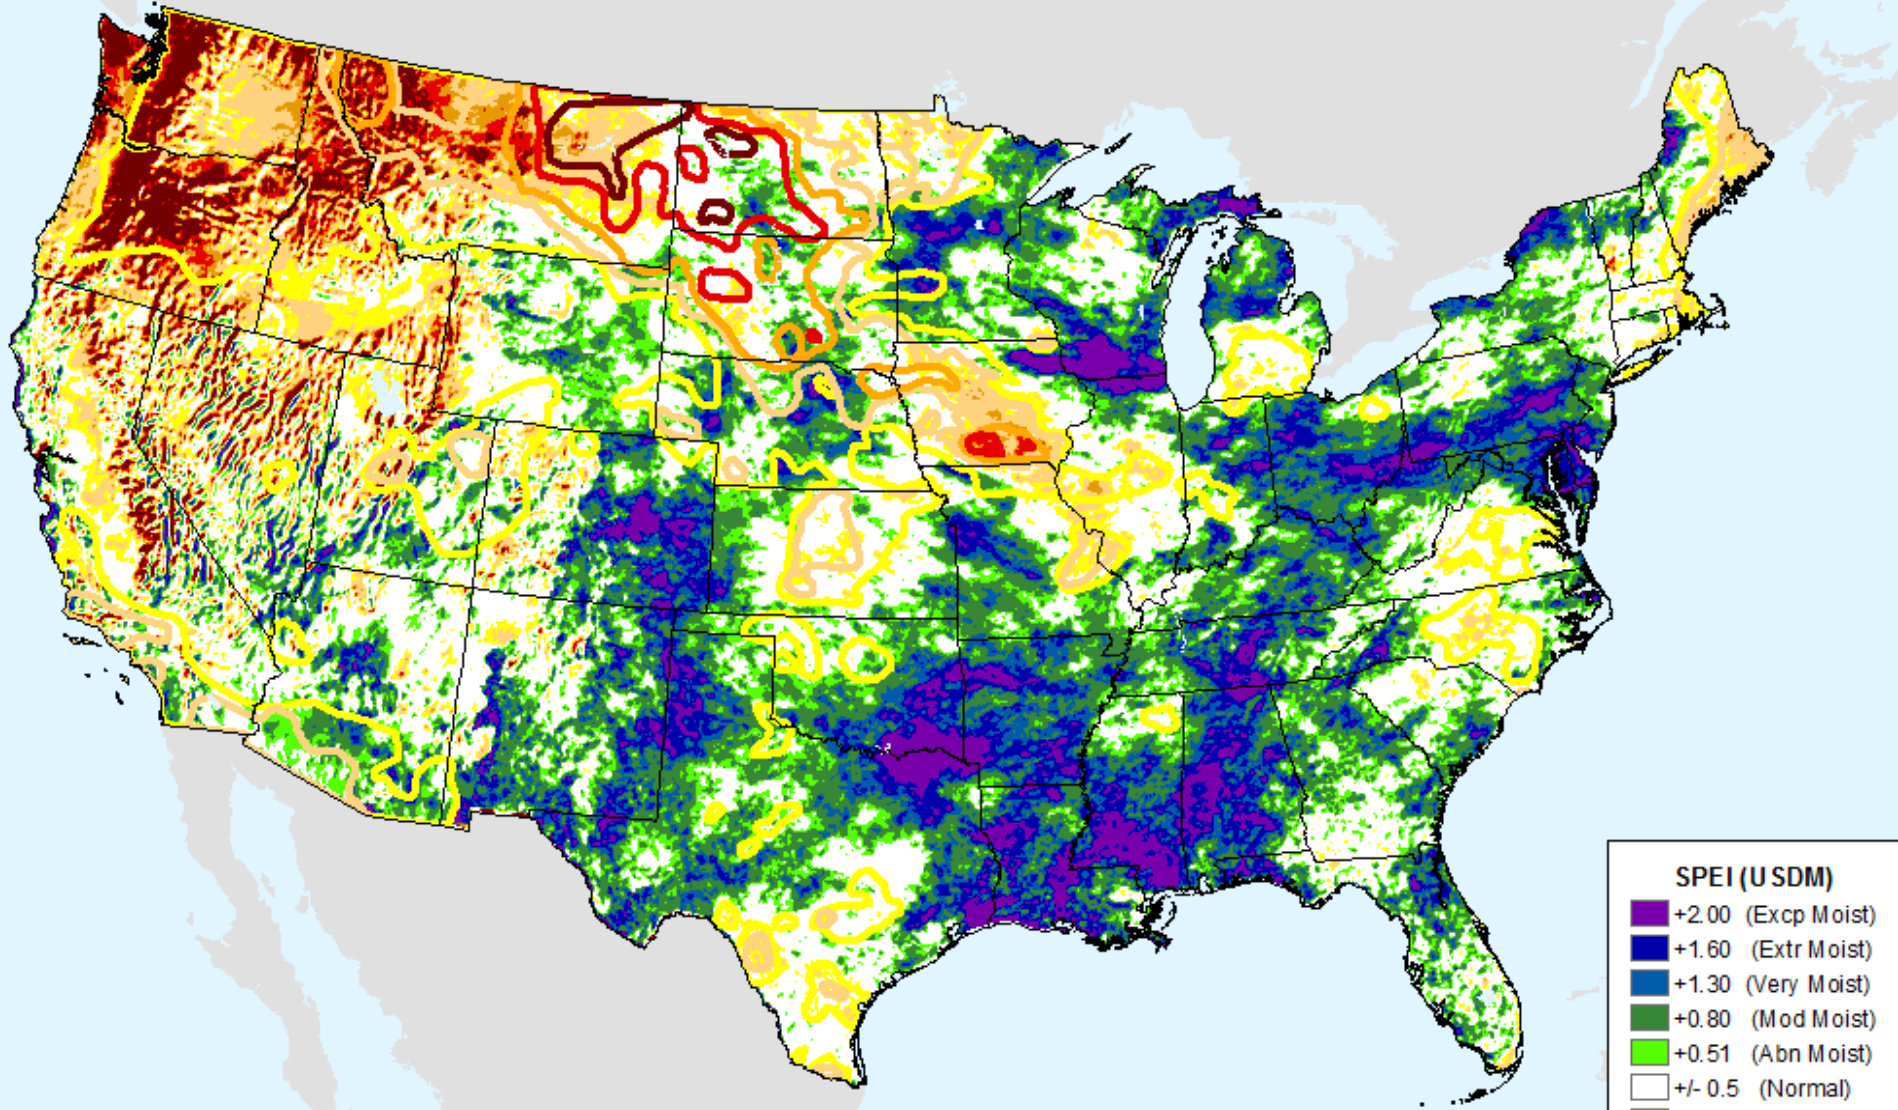 SPEI (USDM)
+2.00 (Excp Moist)
+1.60 (Extr Moist)
+1.30 (Very Moist)
+0.80 (Mod Moist)
+0.51 (Abn Moist)
+/- 0.5 (Normal)